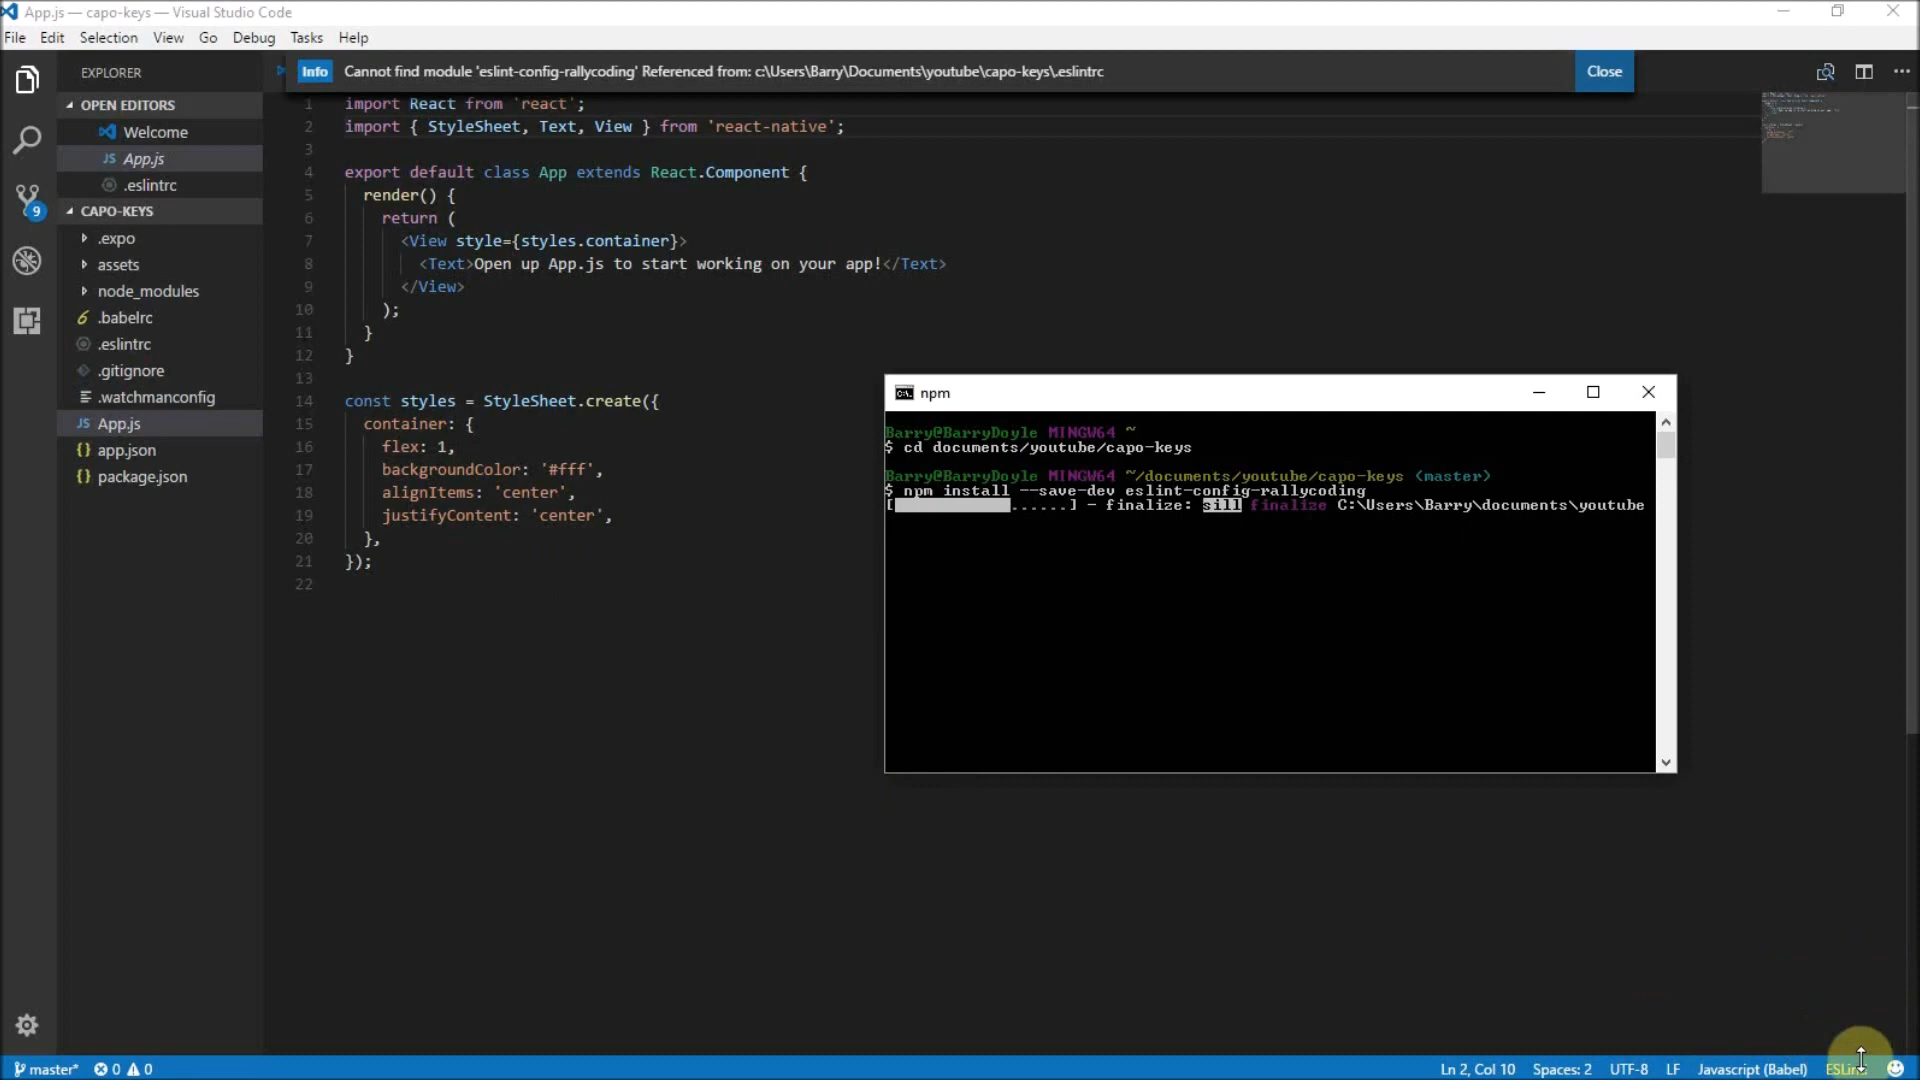 App.js — capo-keys — Visual Studio Code
File Edit Selection View Go Debug Tasks Help
EXPLORER
Info Cannot find module 'eslint-config-rallycoding' Referenced from: c:\Users\Barry\Documents\youtube\capo-keys\.eslintrc Close
OPEN EDITORS
Welcome
JS App.js
.eslintrc
9
CAPO-KEYS
.expo
assets
node_modules
.babelrc
.eslintrc
.gitignore
.watchmanconfig
JS App.js
{} app.json
{} package.json
1 import React from 'react';
2 import { StyleSheet, Text, View } from 'react-native';
3
4 export default class App extends React.Component {
5 render() {
6 return (
7 <View style={styles.container}>
8 <Text>Open up App.js to start working on your app!</Text>
9 </View>
10 );
11 }
12 }
13
14 const styles = StyleSheet.create({
15 container: {
16 flex: 1,
17 backgroundColor: '#fff',
18 alignItems: 'center',
19 justifyContent: 'center',
20 },
21 });
22
npm
Barry@BarryDoyle MINGW64 ~
$ cd documents/youtube/capo-keys
Barry@BarryDoyle MINGW64 ~/documents/youtube/capo-keys (master)
$ npm install --save-dev eslint-config-rallycoding
[ ......] - finalize: sill finalize C:\Users\Barry\documents\youtube
master* 0 0 Ln 2, Col 10 Spaces: 2 UTF-8 LF Javascript (Babel)